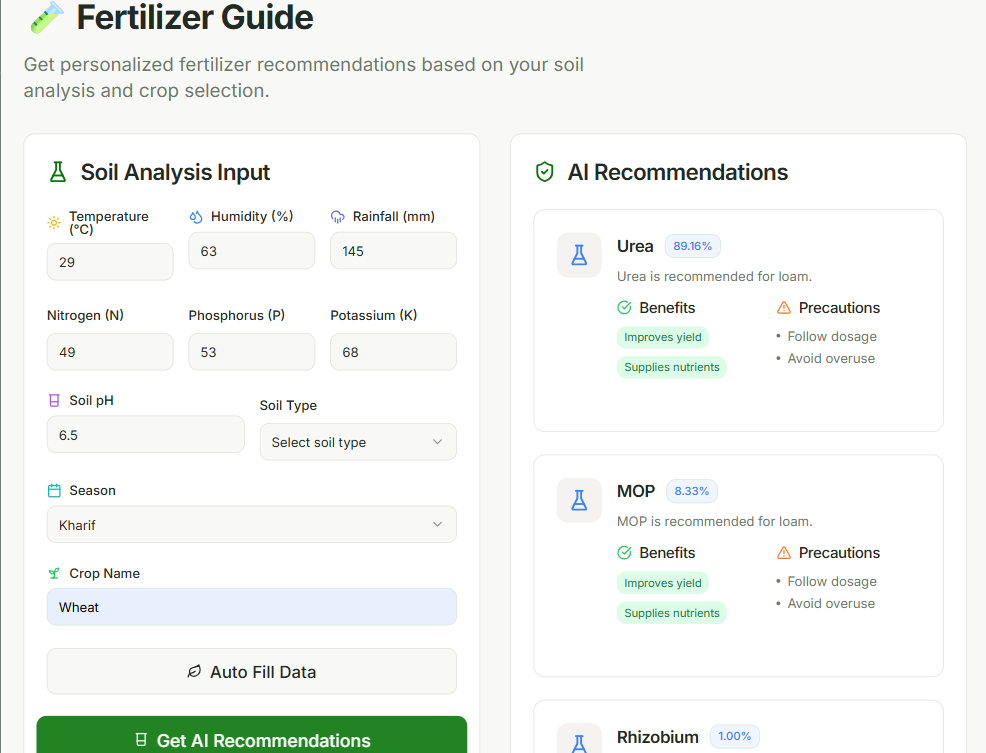 Fertilizer Guide
Get personalized fertilizer recommendations based on your soil
analysis and crop selection.
Soil Analysis Input
Temperature
(°C)
Humidity (%)
Rainfall (mm)
29
63
145
Nitrogen (N)
Phosphorus (P)
Potassium (K)
49
53
68
Soil pH
Soil Type
6.5
Select soil type
Season
Kharif
Crop Name
Wheat
Auto Fill Data
Get AI Recommendations
AI Recommendations
Urea 89.16%
Urea is recommended for loam.
Benefits
Precautions
Improves yield
• Follow dosage
Supplies nutrients
• Avoid overuse
MOP 8.33%
MOP is recommended for loam.
Benefits
Precautions
Improves yield
• Follow dosage
Supplies nutrients
• Avoid overuse
Rhizobium 1.00%